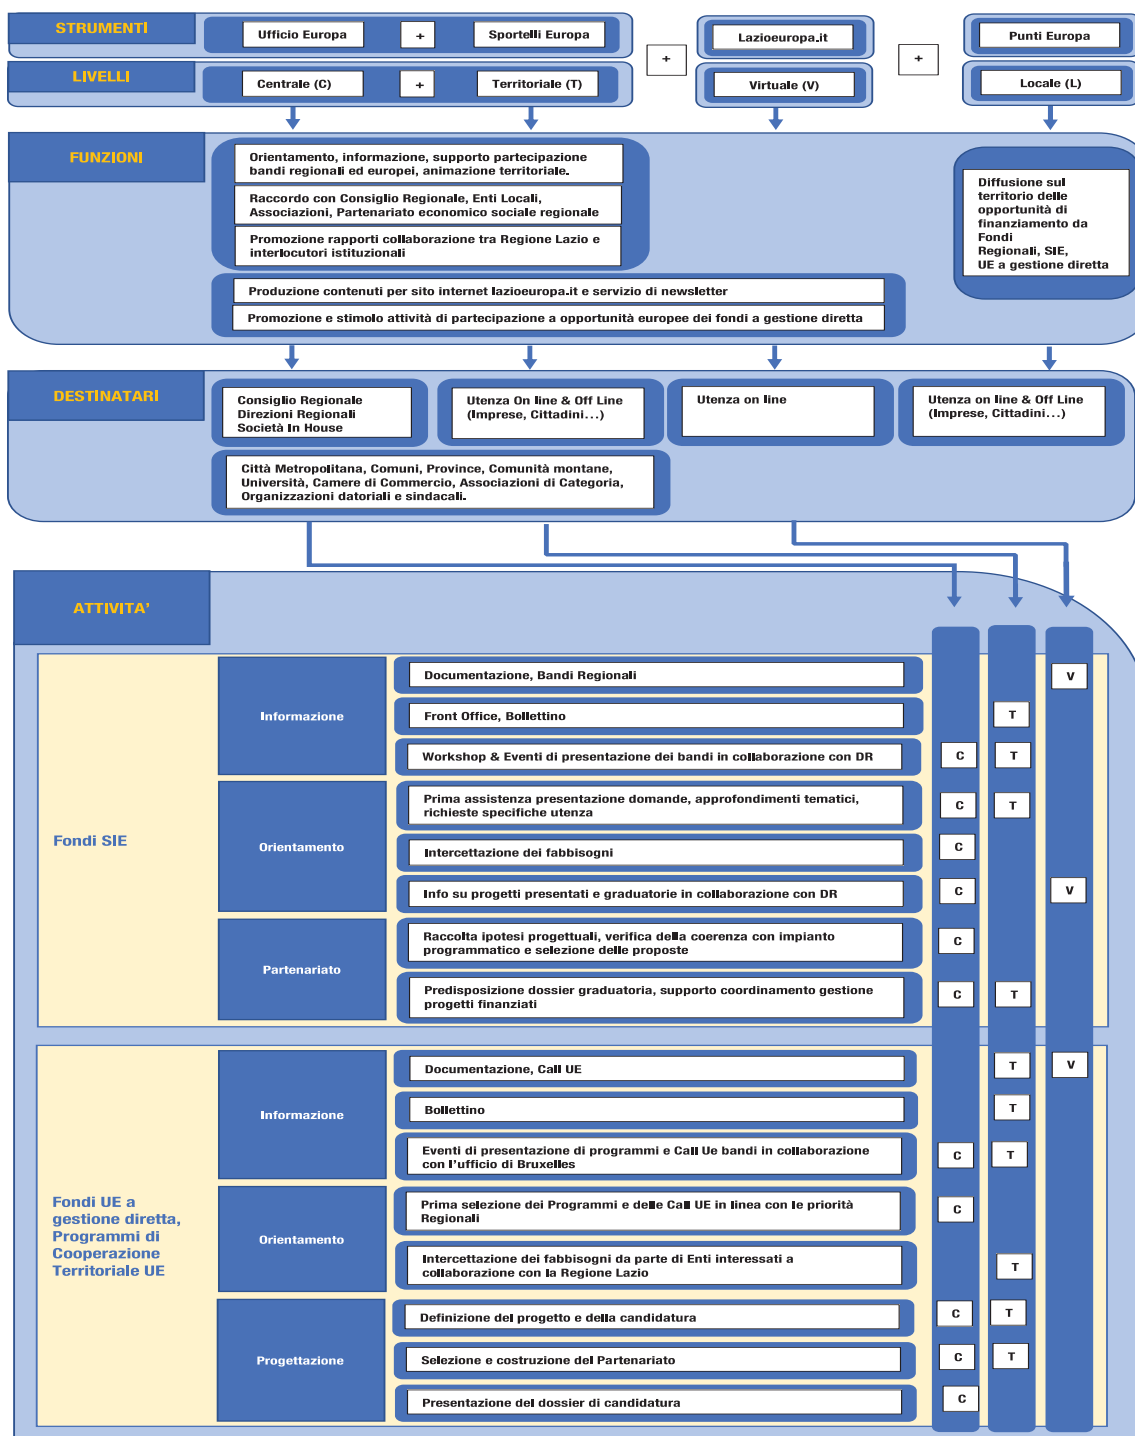 STRUMENTI
Ufficio Europa
+
Sportelli Europa
+
Lazioeuropa.it
+
Punti Europa
LIVELLI
Centrale (C)
+
Territoriale (T)
Virtuale (V)
Locale (L)
FUNZIONI
Orientamento, informazione, supporto partecipazione
bandi regionali ed europei, animazione territoriale.
Raccordo con Consiglio Regionale, Enti Locali,
Associazioni, Partenariato economico sociale regionale
Promozione rapporti collaborazione tra Regione Lazio e
interlocutori istituzionali
Produzione contenuti per sito internet lazioeuropa.it e servizio di newsletter
Promozione e stimolo attività di partecipazione a opportunità europee dei fondi a gestione diretta
Diffusione sul
territorio delle
opportunità di
finanziamento da
Fondi
Regionali, SIE,
UE a gestione diretta
DESTINATARI
Consiglio Regionale
Direzioni Regionali
Società In House
Utenza On line & Off Line
(Imprese, Cittadini...)
Utenza on line
Utenza on line & Off Line
(Imprese, Cittadini...)
Città Metropolitana, Comuni, Province, Comunità montane,
Università, Camere di Commercio, Associazioni di Categoria,
Organizzazioni datoriali e sindacali.
ATTIVITA'
Fondi SIE
Informazione
Documentazione, Bandi Regionali
V
Front Office, Bollettino
T
Workshop & Eventi di presentazione dei bandi in collaborazione con DR
C
T
Orientamento
Prima assistenza presentazione domande, approfondimenti tematici,
richieste specifiche utenza
C
T
Intercettazione dei fabbisogni
C
Info su progetti presentati e graduatorie in collaborazione con DR
C
V
Partenariato
Raccolta ipotesi progettuali, verifica della coerenza con impianto
programmatico e selezione delle proposte
C
Predisposizione dossier graduatoria, supporto coordinamento gestione
progetti finanziati
C
T
Fondi UE a
gestione diretta,
Programmi di
Cooperazione
Territoriale UE
Informazione
Documentazione, Call UE
T
V
Bollettino
T
Eventi di presentazione di programmi e Call Ue bandi in collaborazione
con l'ufficio di Bruxelles
C
T
Orientamento
Prima selezione dei Programmi e delle Call UE in linea con le priorità
Regionali
C
Intercettazione dei fabbisogni da parte di Enti interessati a
collaborazione con la Regione Lazio
T
Progettazione
Definizione del progetto e della candidatura
C
T
Selezione e costruzione del Partenariato
C
T
Presentazione del dossier di candidatura
C